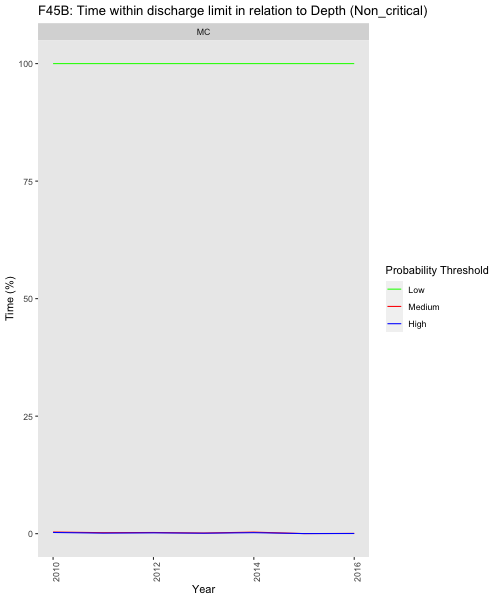 F45B: Time within discharge limit in relation to Depth (Non_critical)
MC
100
75
50
25
0
Time (%)
2010
2012
2014
2016
Year
Probability Threshold
Low
Medium
High